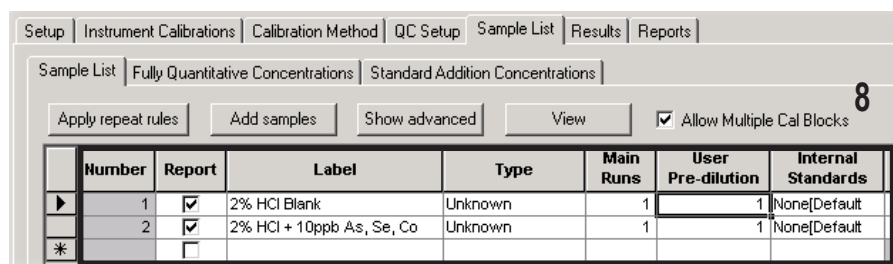 Setup Instrument Calibrations Calibration Method QC Setup Sample List Results Reports
Sample List Fully Quantitative Concentrations Standard Addition Concentrations
8
Apply repeat rules Add samples Show advanced View Allow Multiple Cal Blocks
Number Report Label Type Main Runs User Pre-dilution Internal Standards
1 2% HCl Blank Unknown 1 1 None[Default
2 2% HCl + 10ppb As, Se, Co Unknown 1 1 None[Default
*